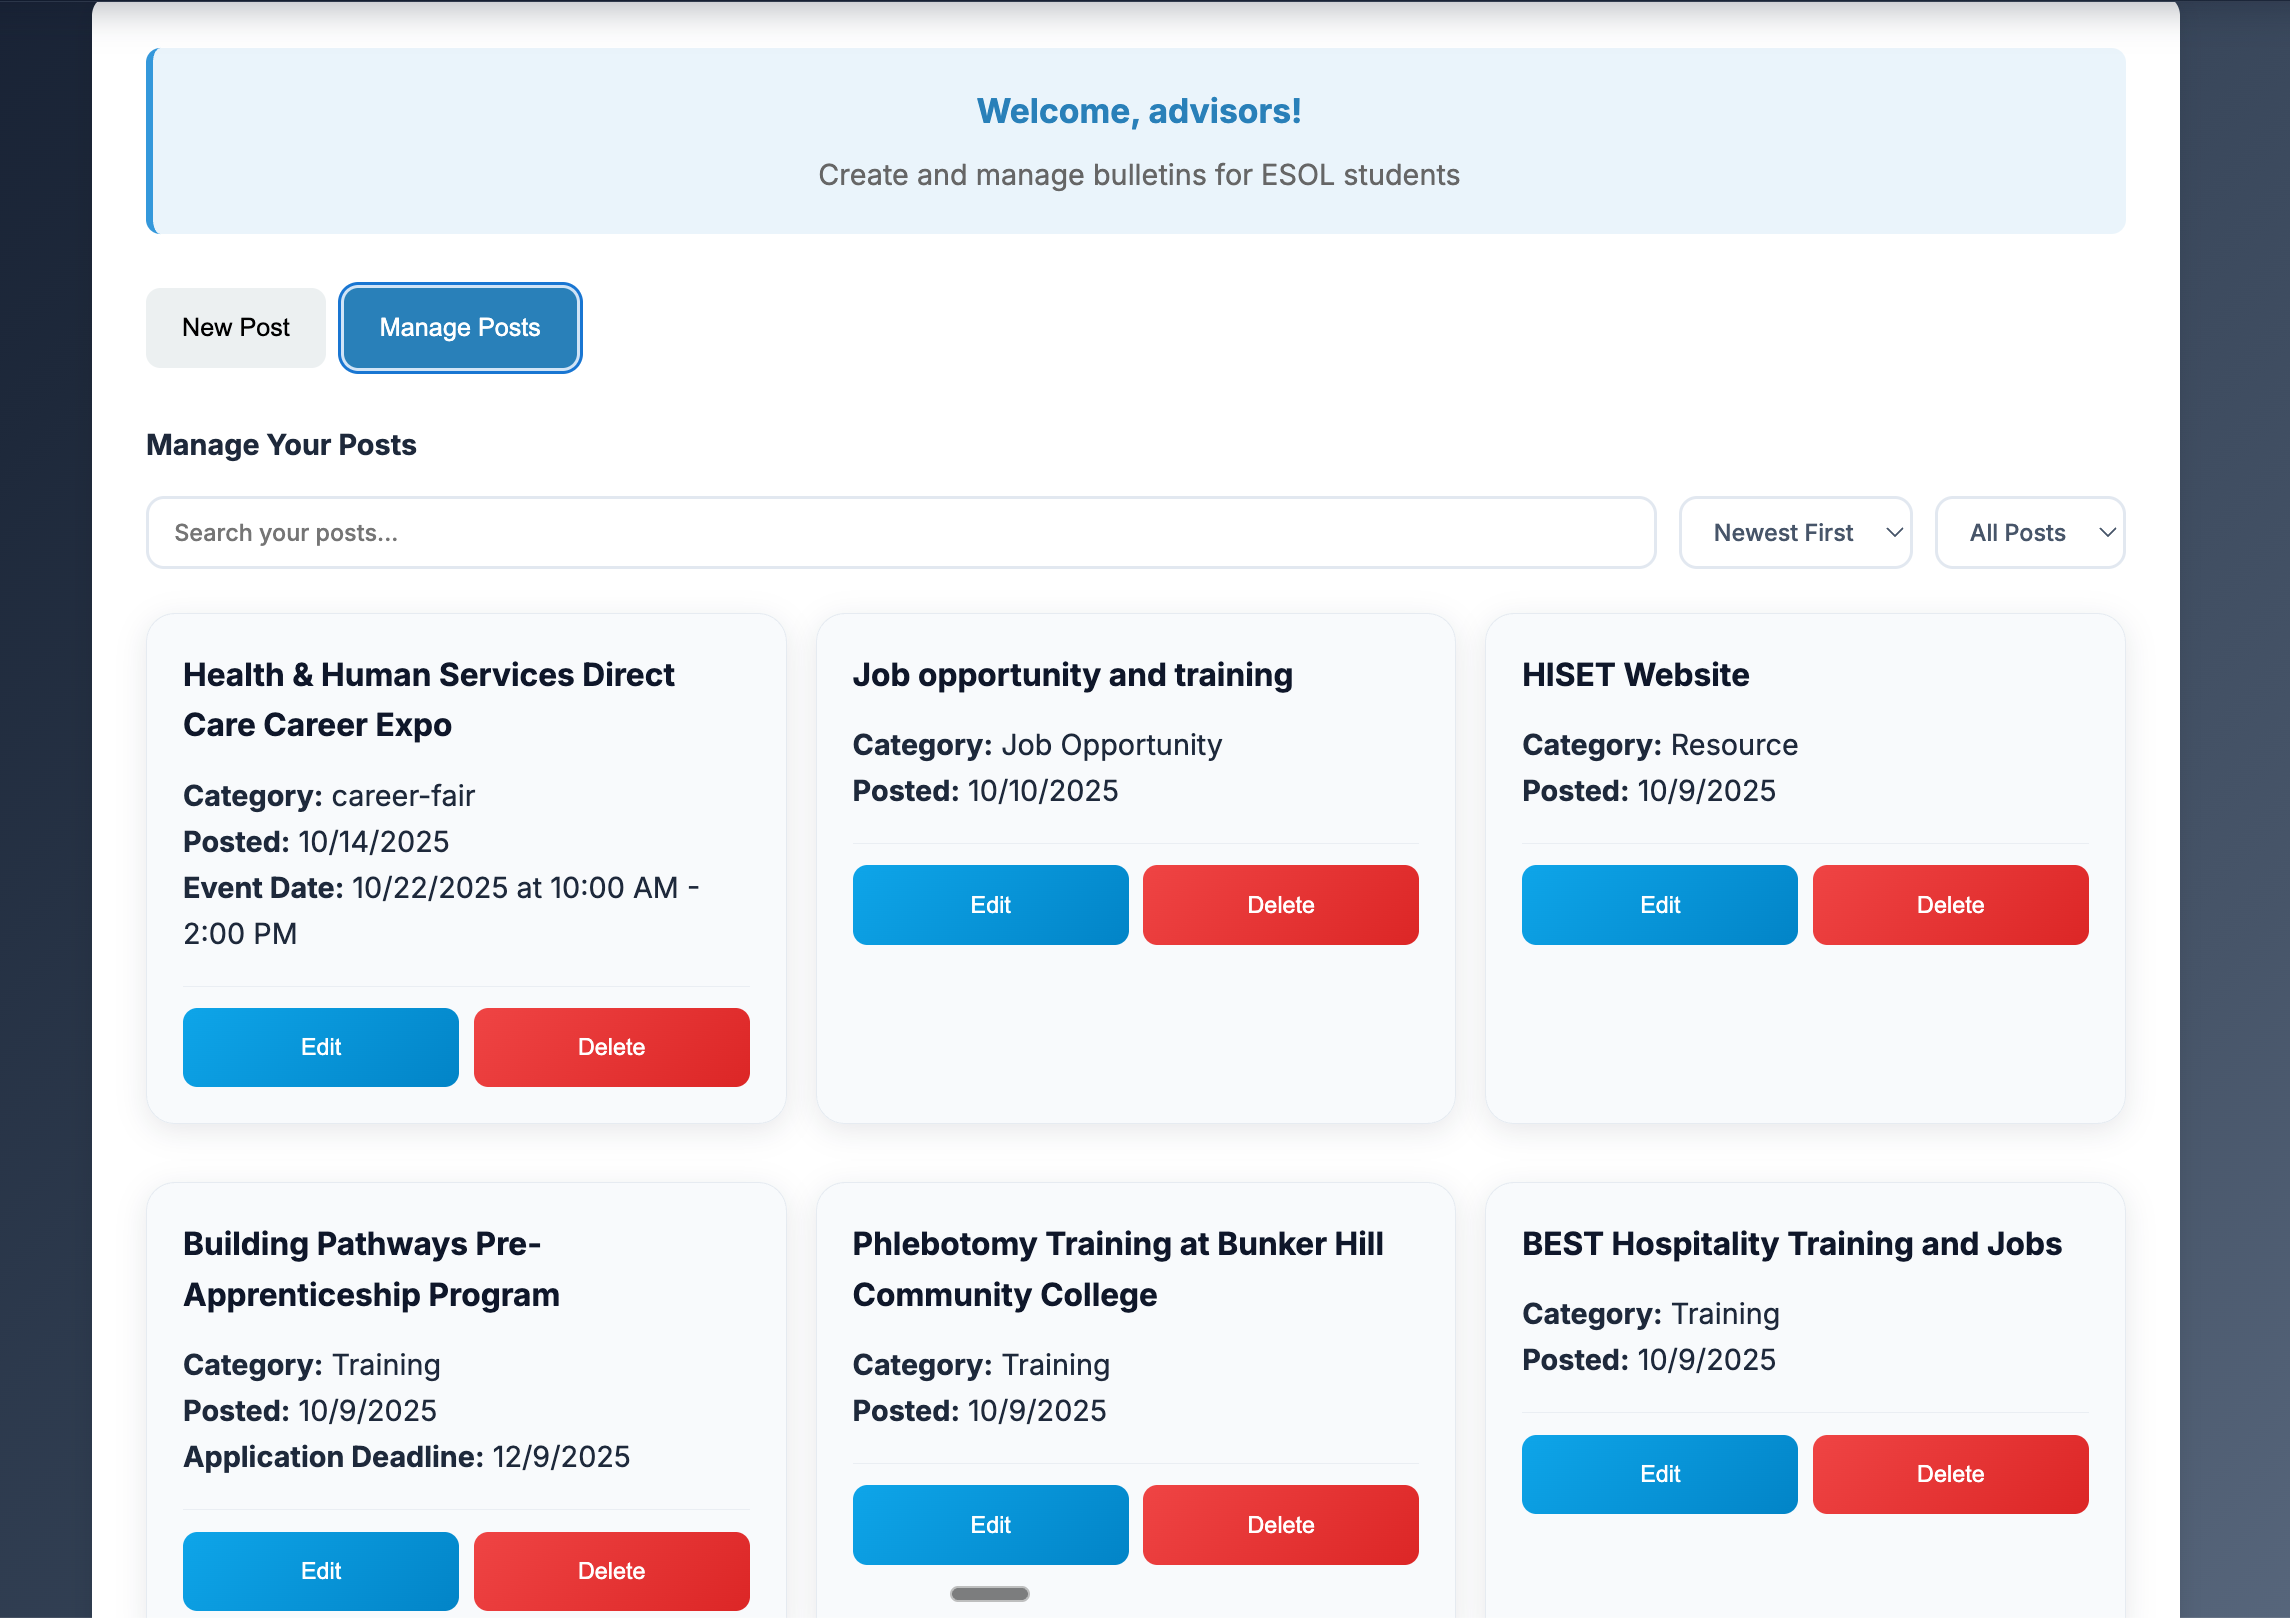 Welcome, advisors!
Create and manage bulletins for ESOL students
New Post
Manage Posts
Manage Your Posts
Search your posts...
Newest First
All Posts
Health & Human Services Direct
Care Career Expo
Category: career-fair
Posted: 10/14/2025
Event Date: 10/22/2025 at 10:00 AM -
2:00 PM
Edit
Delete
Job opportunity and training
Category: Job Opportunity
Posted: 10/10/2025
Edit
Delete
HISET Website
Category: Resource
Posted: 10/9/2025
Edit
Delete
Building Pathways Pre-
Apprenticeship Program
Category: Training
Posted: 10/9/2025
Application Deadline: 12/9/2025
Edit
Delete
Phlebotomy Training at Bunker Hill
Community College
Category: Training
Posted: 10/9/2025
Edit
Delete
BEST Hospitality Training and Jobs
Category: Training
Posted: 10/9/2025
Edit
Delete